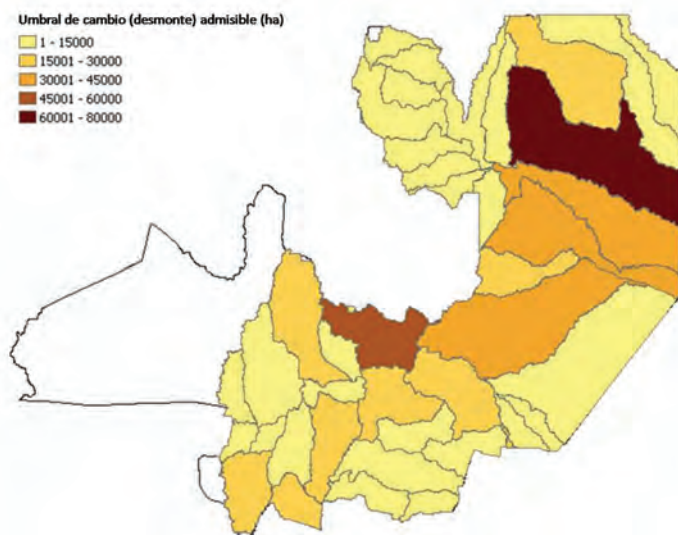 Umbral de cambio (desmonte) admisible (ha)
1 - 15000
15001 - 30000
30001 - 45000
45001 - 60000
60001 - 80000